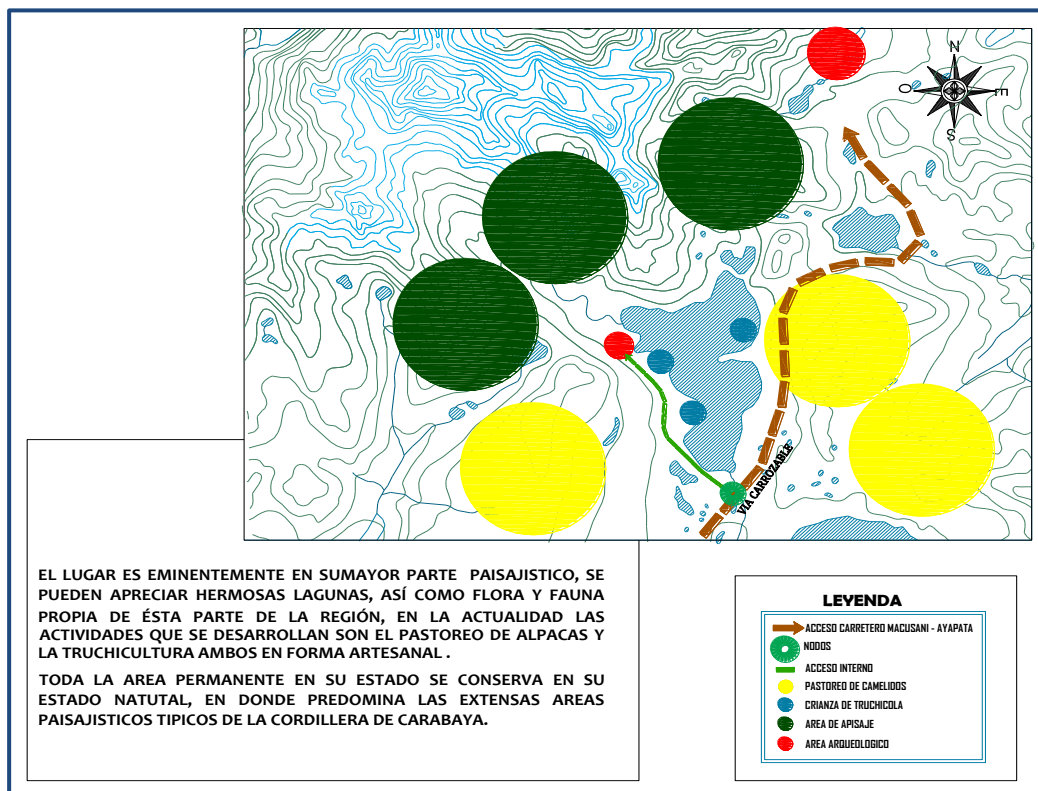 N
O
E
S
VIA CARROZABLE
EL LUGAR ES EMINENTEMENTE EN SUMAYOR PARTE PAISAJISTICO, SE
PUEDEN APRECIAR HERMOSAS LAGUNAS, ASÍ COMO FLORA Y FAUNA
PROPIA DE ÉSTA PARTE DE LA REGIÓN, EN LA ACTUALIDAD LAS
ACTIVIDADES QUE SE DESARROLLAN SON EL PASTOREO DE ALPACAS Y
LA TRUCHICULTURA AMBOS EN FORMA ARTESANAL .
TODA LA AREA PERMANENTE EN SU ESTADO SE CONSERVA EN SU
ESTADO NATUTAL, EN DONDE PREDOMINA LAS EXTENSAS AREAS
PAISAJISTICOS TIPICOS DE LA CORDILLERA DE CARABAYA.
LEYENDA
ACCESO CARRETERO MACUSANI - AYAPATA
NODOS
ACCESO INTERNO
PASTOREO DE CAMELIDOS
CRIANZA DE TRUCHICOLA
AREA DE APISAJE
AREA ARQUEOLOGICO